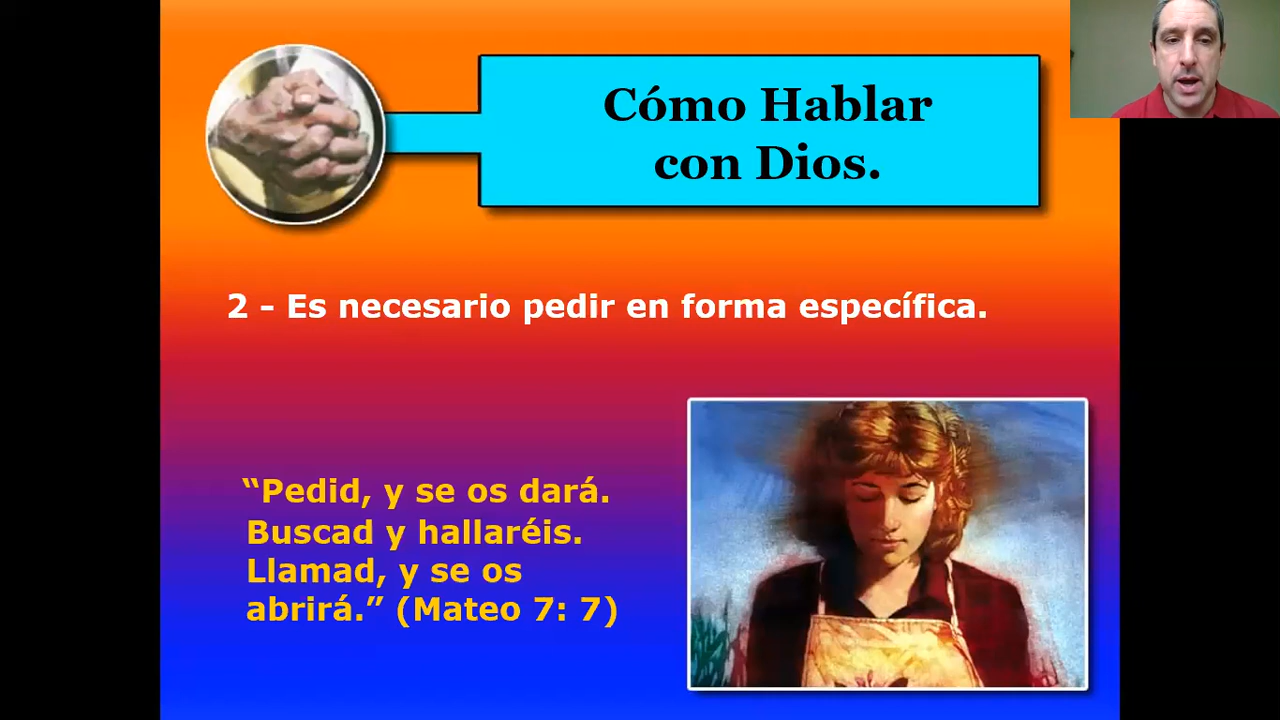 Cómo Hablar
con Dios.
2 - Es necesario pedir en forma específica.
“Pedid, y se os dará.
Buscad y hallaréis.
Llamad, y se os
abrirá.” (Mateo 7: 7)